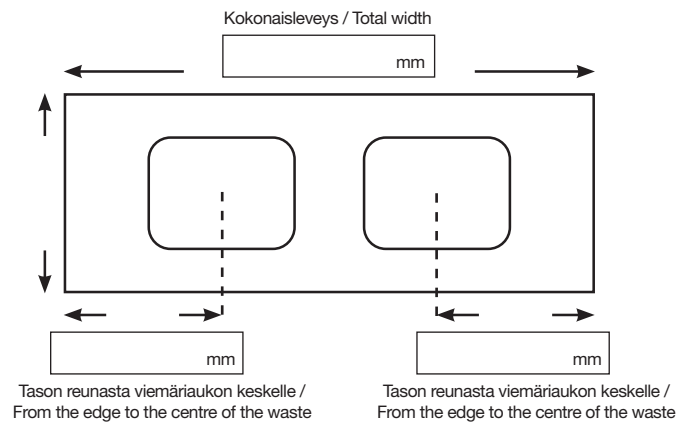 Kokonaisleveys / Total width
mm
mm
mm
Tason reunasta viemäriaukon keskelle /
From the edge to the centre of the waste
Tason reunasta viemäriaukon keskelle /
From the edge to the centre of the waste